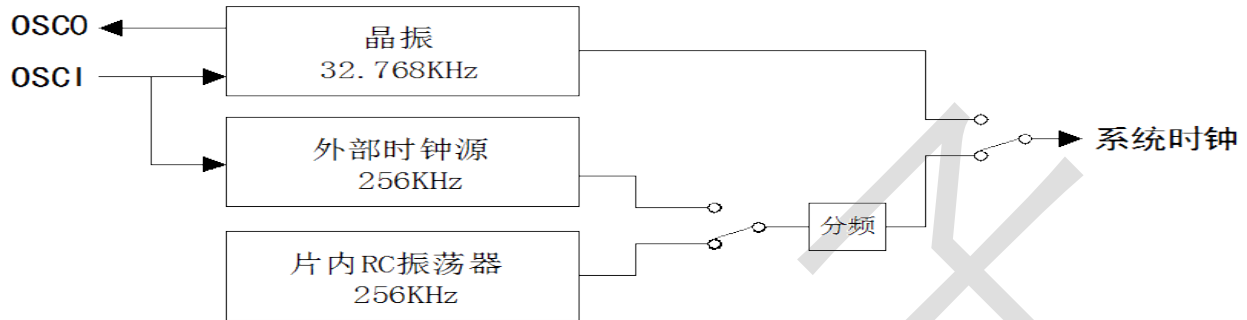 OSCO
OSCI
晶振
32.768KHz
外部时钟源
256KHz
片内RC振荡器
256KHz
分频
系统时钟